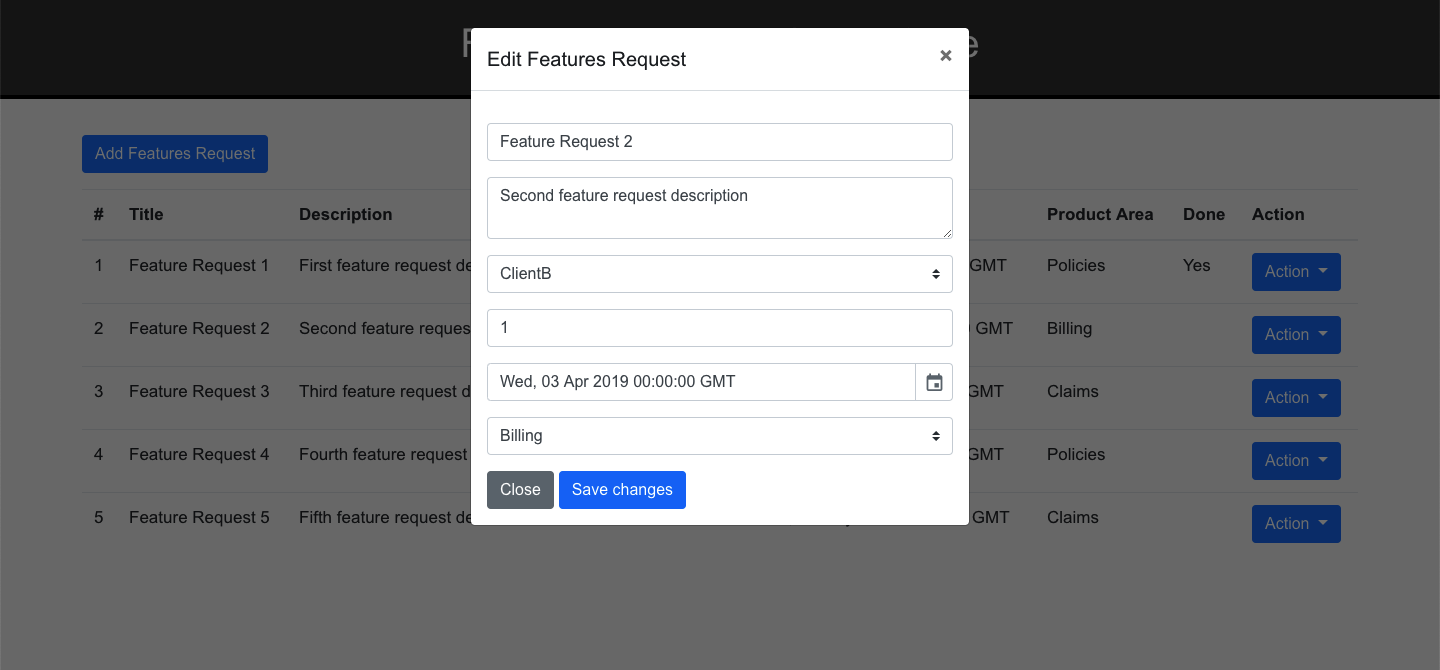 Edit Features Request
×
Feature Request 2
Second feature request description
ClientB
1
Wed, 03 Apr 2019 00:00:00 GMT
Billing
Close Save changes
Add Features Request
# Title Description Product Area Done Action
1 Feature Request 1 First feature request GMT Policies Yes Action
2 Feature Request 2 Second feature GMT Billing Action
3 Feature Request 3 Third feature request GMT Claims Action
4 Feature Request 4 Fourth feature request GMT Policies Action
5 Feature Request 5 Fifth feature request GMT Claims Action